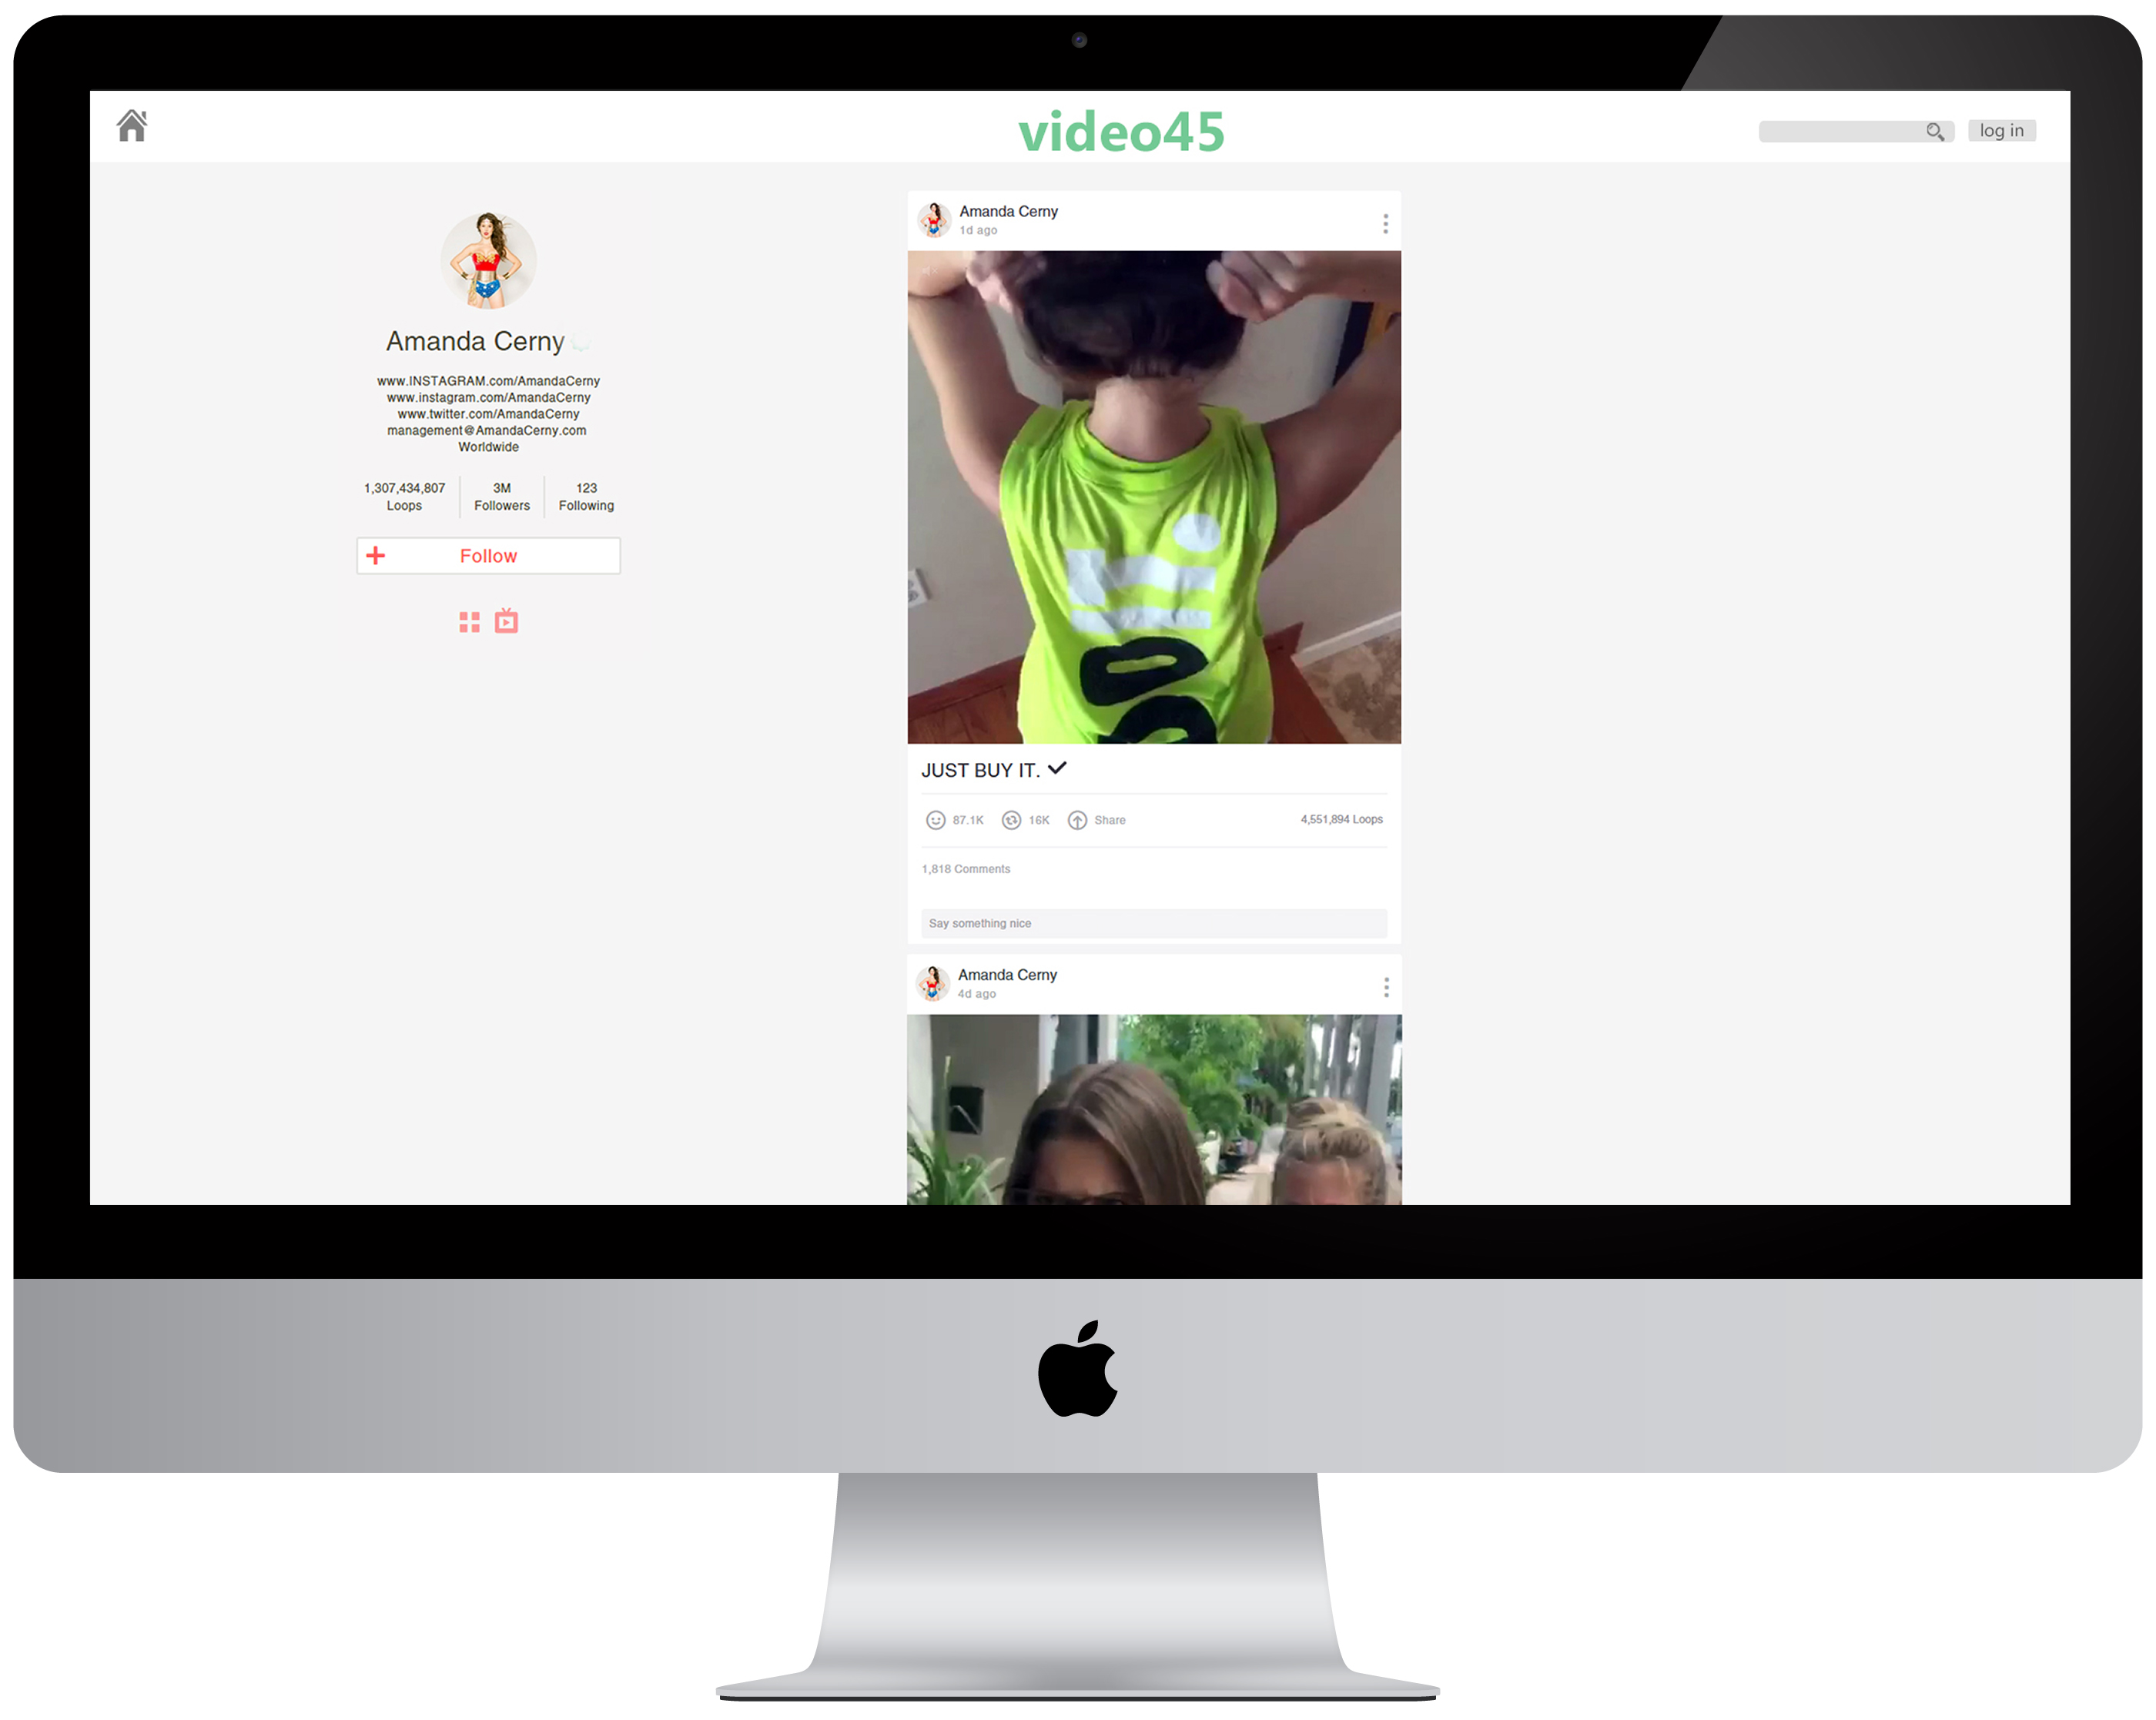 video45
log in
Amanda Cerny
www.INSTAGRAM.com/AmandaCerny
www.instagram.com/AmandaCerny
www.twitter.com/AmandaCerny
management@AmandaCerny.com
Worldwide
1,307,434,807
Loops
3M
Followers
123
Following
Follow
Amanda Cerny
1d ago
JUST BUY IT.
87.1K
16K
Share
4,551,894 Loops
1,818 Comments
Say something nice
Amanda Cerny
4d ago